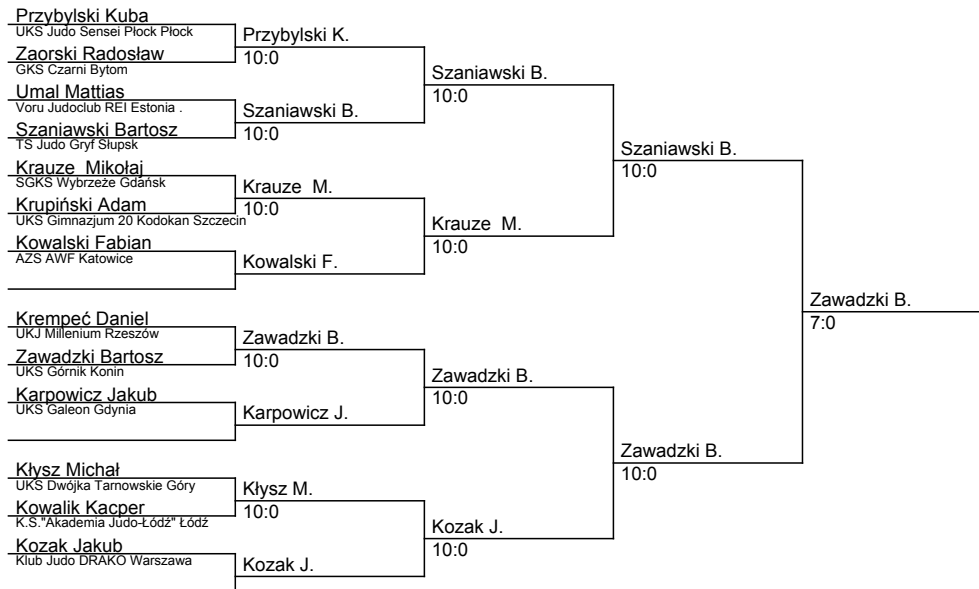 Przybylski Kuba
UKS Judo Sensei Płock Płock
Zaorski Radosław
GKS Czarni Bytom
Umal Mattias
Voru Judoclub REI Estonia .
Szaniawski Bartosz
TS Judo Gryf Słupsk
Krauze  Mikołaj
SGKS Wybrzeże Gdańsk
Krupiński Adam
UKS Gimnazjum 20 Kodokan Szczecin
Kowalski Fabian
AZS AWF Katowice
Krempeć Daniel
UKJ Millenium Rzeszów
Zawadzki Bartosz
UKS Górnik Konin
Karpowicz Jakub
UKS Galeon Gdynia
Kłysz Michał
UKS Dwójka Tarnowskie Góry
Kowalik Kacper
K.S."Akademia Judo-Łódź" Łódź
Kozak Jakub
Klub Judo DRAKO Warszawa
Przybylski K.
10:0
Szaniawski B.
10:0
Krauze  M.
10:0
Kowalski F.
Zawadzki B.
10:0
Karpowicz J.
Kłysz M.
10:0
Kozak J.
Szaniawski B.
10:0
Krauze  M.
10:0
Zawadzki B.
10:0
Kozak J.
10:0
Szaniawski B.
10:0
Zawadzki B.
10:0
Zawadzki B.
7:0